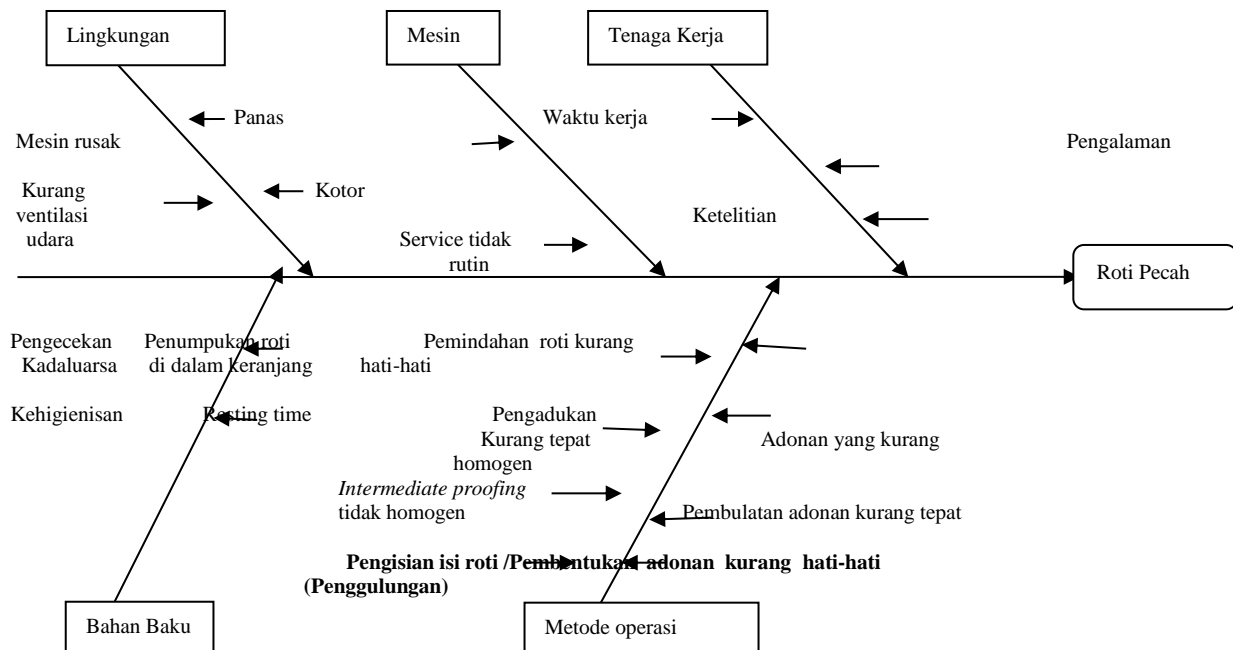 Lingkungan
Mesin
Tenaga Kerja
Panas
Waktu kerja
Mesin rusak
Pengalaman
Kurang
ventilasi
udara
Kotor
Ketelitian
Service tidak
rutin
Roti Pecah
Pengecekan
Kadaluarsa
Penumpukan roti
di dalam keranjang
Pemindahan roti kurang
hati-hati
Kehigienisan
Resting time
Pengadukan
Kurang tepat
homogen
Adonan yang kurang
Intermediate proofing
tidak homogen
Pembulatan adonan kurang tepat
Pengisian isi roti /Pembentukan adonan kurang hati-hati
(Penggulungan)
Bahan Baku
Metode operasi